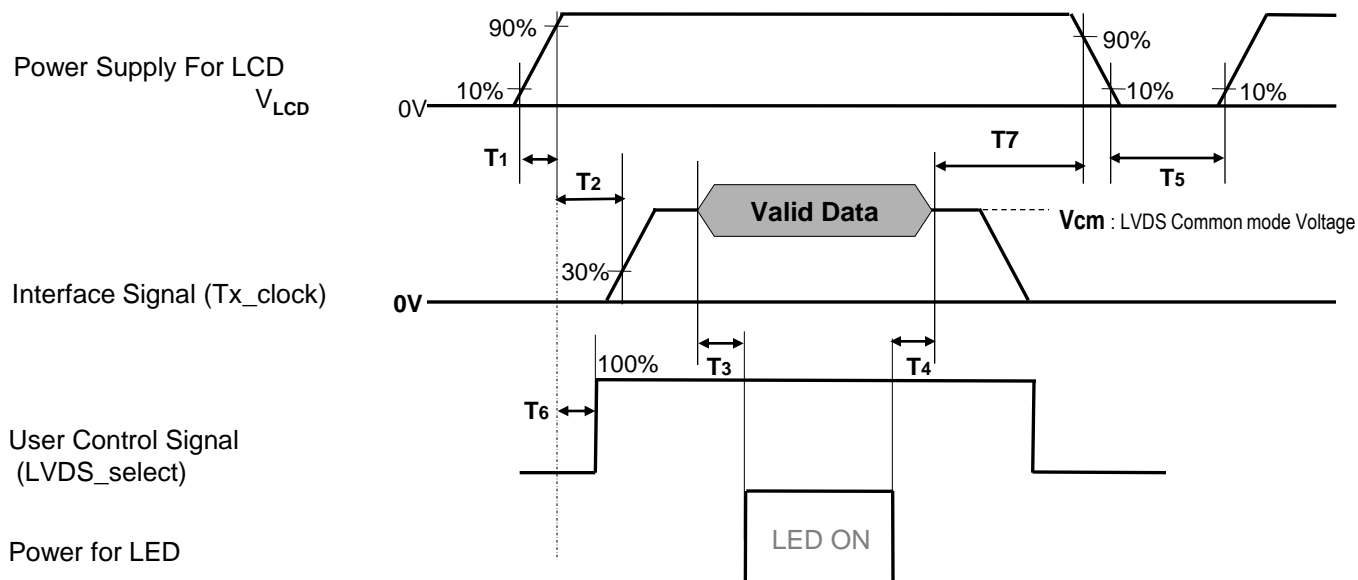 90%
90%
Power Supply For LCD
VLCD
10%
10%
10%
0V
T1
T7
T2
T5
Valid Data
Vcm : LVDS Common mode Voltage
30%
Interface Signal (Tx_clock)
0V
T3
T4
100%
T6
User Control Signal
(LVDS_select)
LED ON
Power for LED